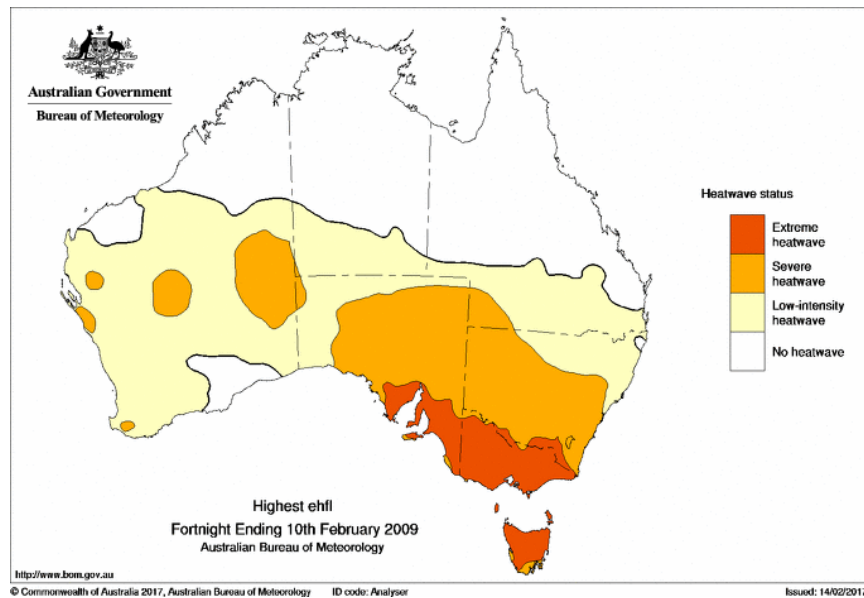 Australian Government
Bureau of Meteorology
Heatwave status
Extreme
heatwave
Severe
heatwave
Low-intensity
heatwave
No heatwave
Highest ehfl
Fortnight Ending 10th February 2009
Australian Bureau of Meteorology
http://www.bom.gov.au
© Commonwealth of Australia 2017, Australian Bureau of Meteorology ID code: Analyser Issued: 14/02/2017